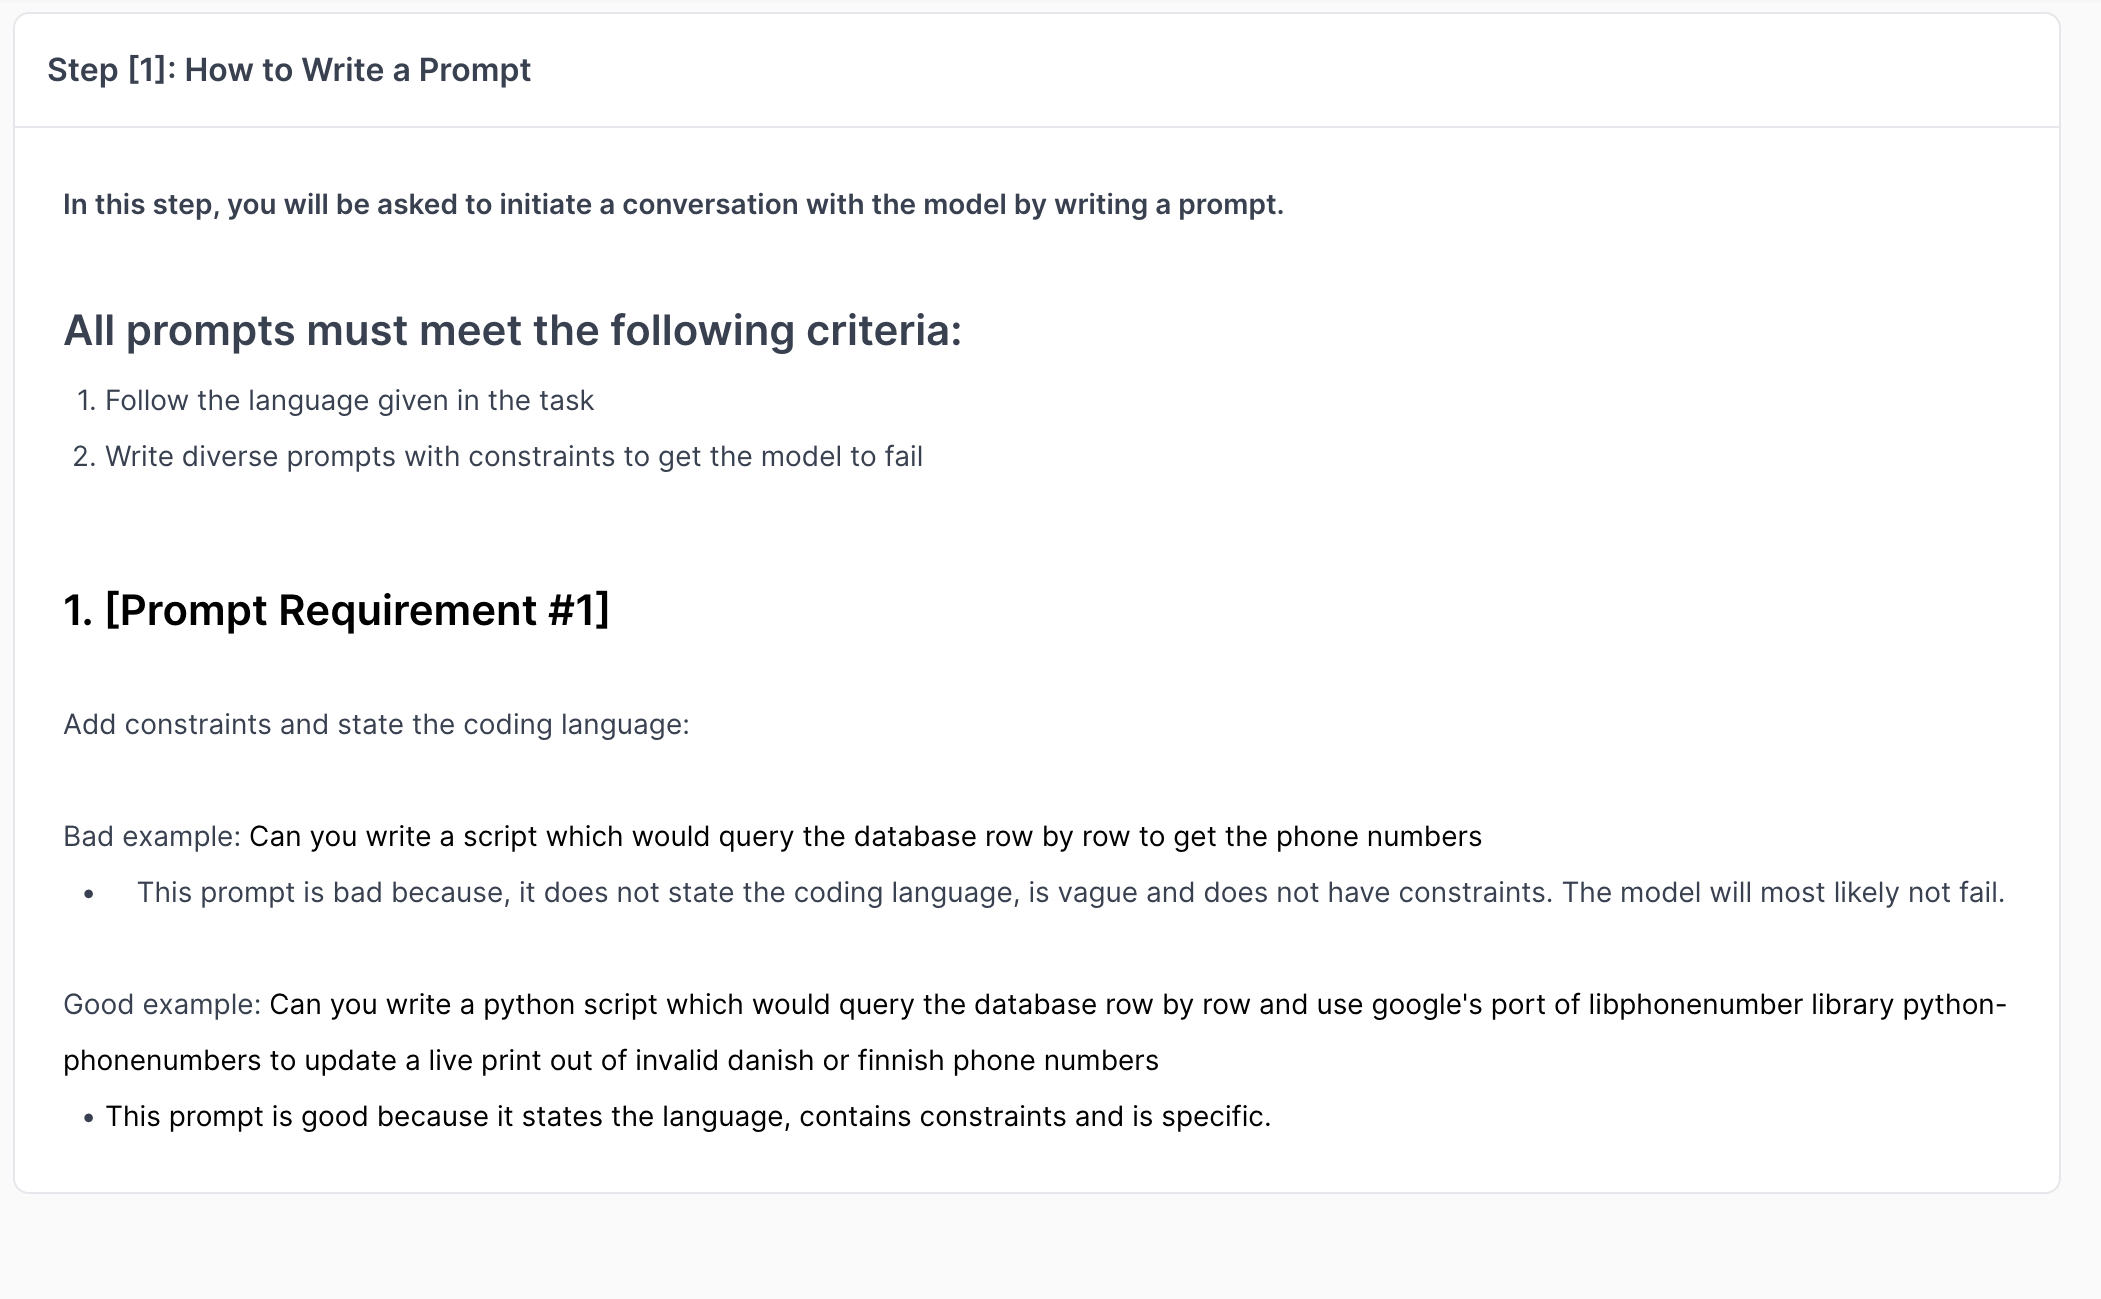 Step [1]: How to Write a Prompt
In this step, you will be asked to initiate a conversation with the model by writing a prompt.
All prompts must meet the following criteria:
1. Follow the language given in the task
2. Write diverse prompts with constraints to get the model to fail
1. [Prompt Requirement #1]
Add constraints and state the coding language:
Bad example: Can you write a script which would query the database row by row to get the phone numbers
• This prompt is bad because, it does not state the coding language, is vague and does not have constraints. The model will most likely not fail.
Good example: Can you write a python script which would query the database row by row and use google's port of libphonenumber library python-
phonenumbers to update a live print out of invalid danish or finnish phone numbers
• This prompt is good because it states the language, contains constraints and is specific.